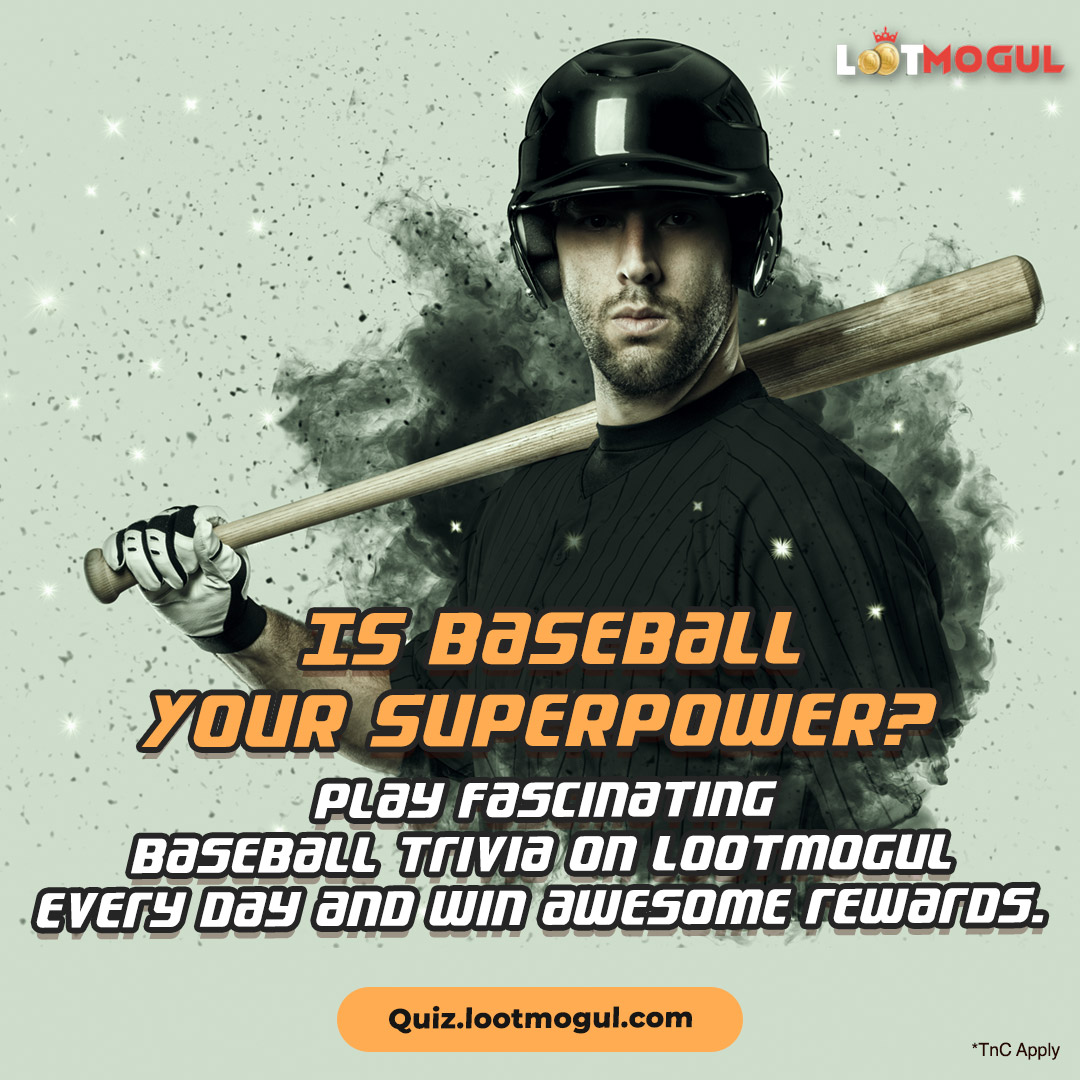 LOOTMOGUL
IS BASEBALL
YOUR SUPERPOWER?
PLAY FASCINATING
BASEBALL TRIVIA ON LOOTMOGUL
EVERY DAY AND WIN AWESOME REWARDS.
Quiz.lootmogul.com
*TnC Apply